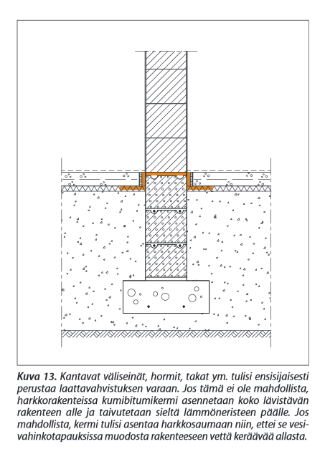 Kuva 13. Kantavat väliseinät, hormit, takat ym. tulisi ensisijaisesti
perustaa laattavahvistuksen varaan. Jos tämä ei ole mahdollista,
harkkorakenteissa kumibitumikermi asennetaan koko lävistävän
rakenteen alle ja taivutetaan sieltä lämmöneristeen päälle. Jos
mahdollista, kermi tulisi asentaa harkkosaumaan niin, ettei se vesi-
vahinkotapauksissa muodosta rakenteeseen vettä keräävää allasta.